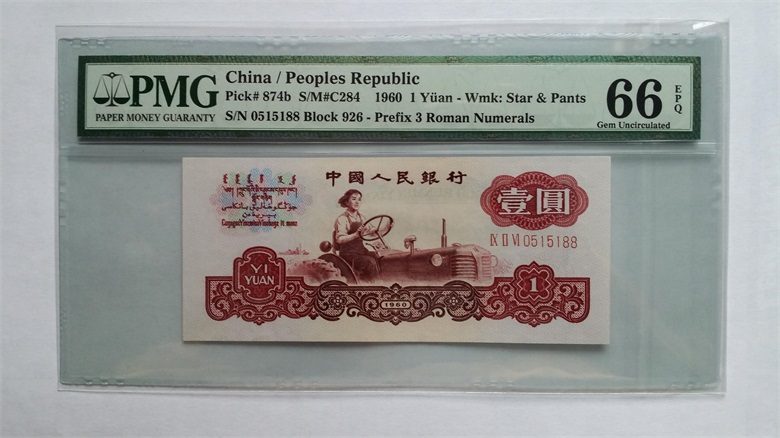 PMG
PAPER MONEY GUARANTY
China / Peoples Republic
Pick# 874b S/M#C284 1960 1 Yüan - Wmk: Star & Pants
S/N 0515188 Block 926 - Prefix 3 Roman Numerals
66 EPQ
Gem Uncirculated
中國人民銀行
壹圓
IX II VI 0515188
YI
YUAN
1960
1